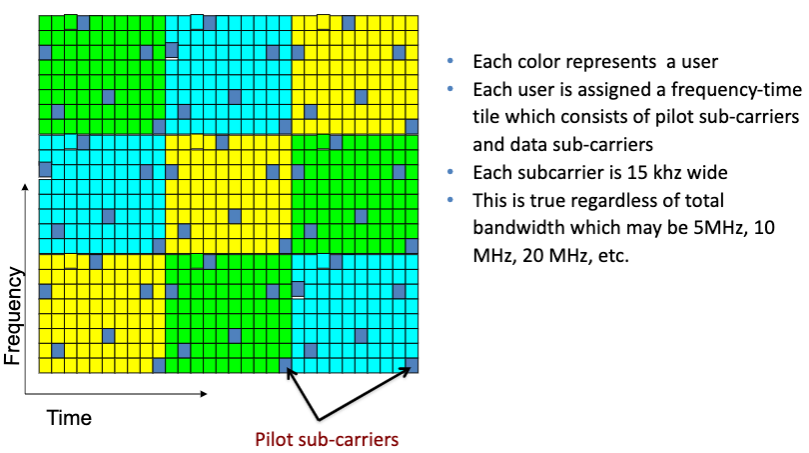 Each color represents a user
Each user is assigned a frequency-time
tile which consists of pilot sub-carriers
and data sub-carriers
Each subcarrier is 15 khz wide
This is true regardless of total
bandwidth which may be 5MHz, 10
MHz, 20 MHz, etc.
Frequency
Time
Pilot sub-carriers